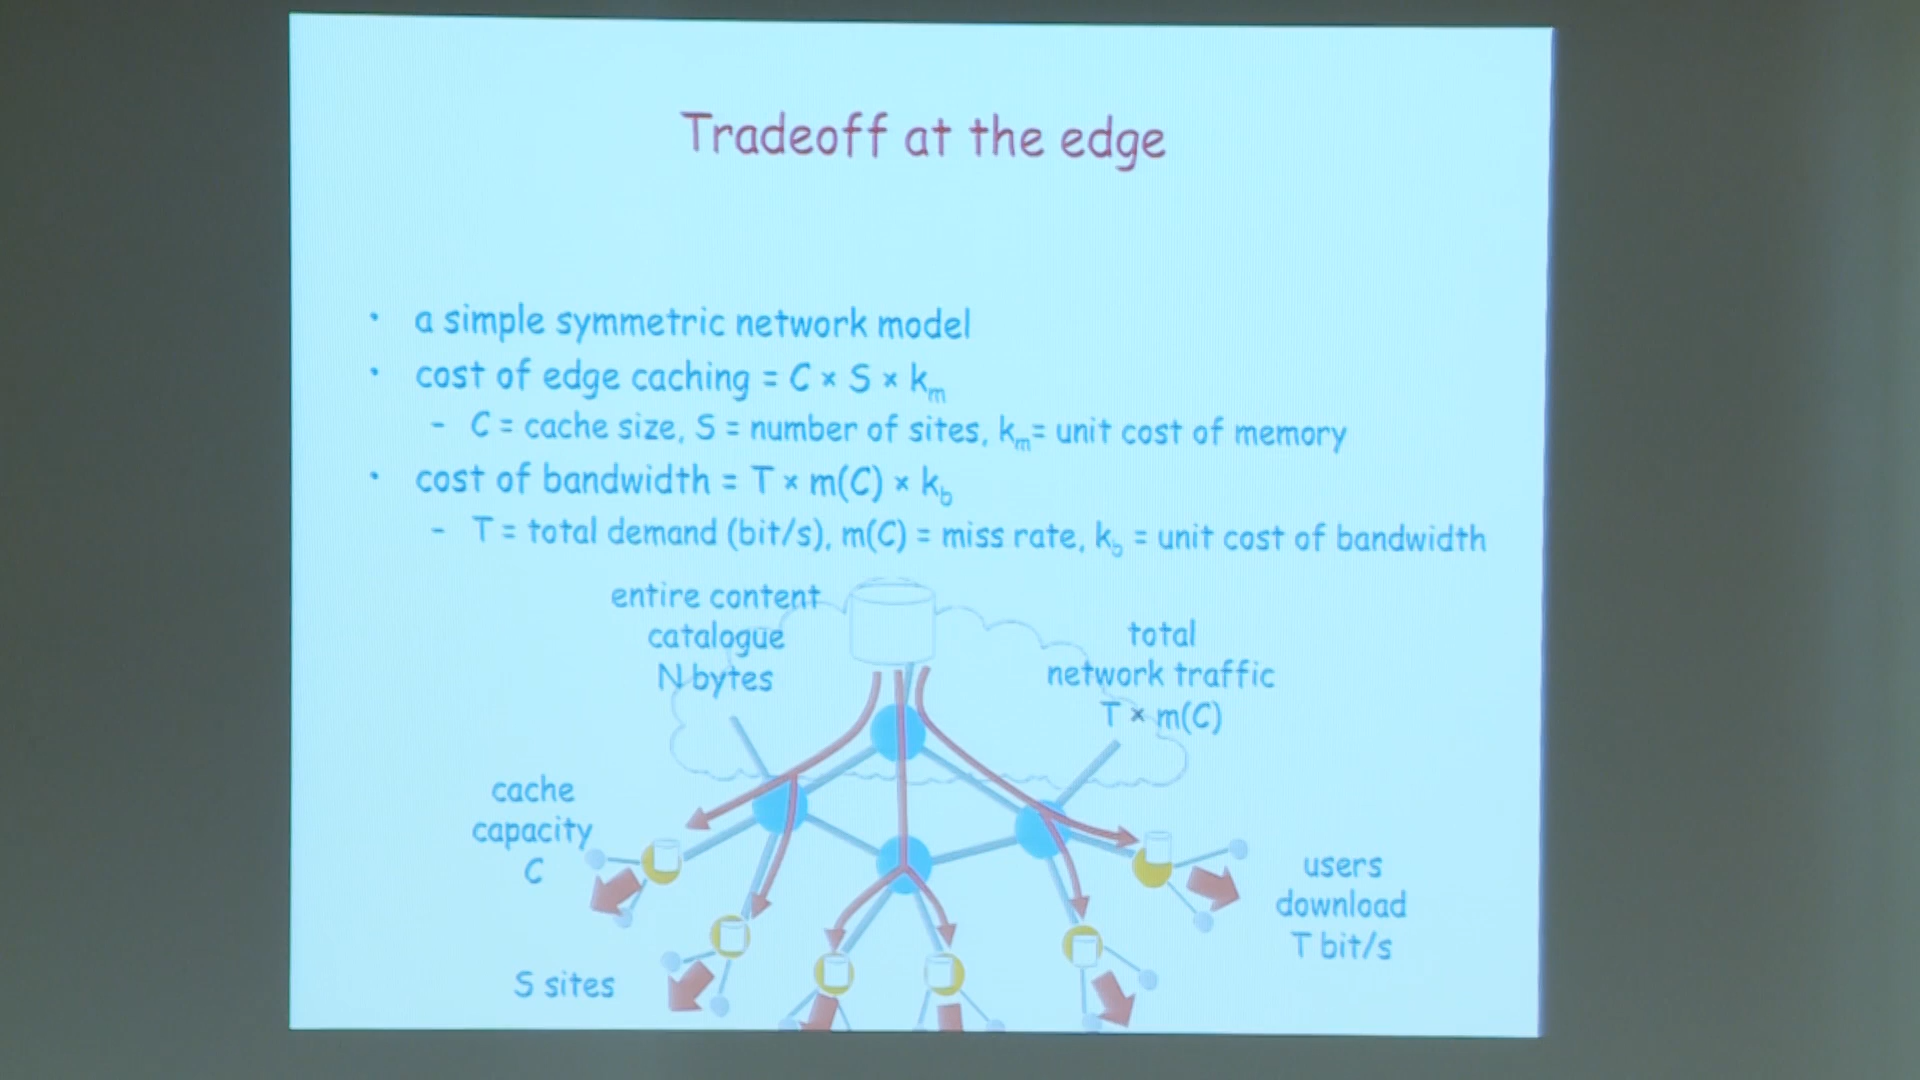 Tradeoff at the edge
• a simple symmetric network model
• cost of edge caching = C × S × kₘ
- C = cache size, S = number of sites, kₘ= unit cost of memory
• cost of bandwidth = T × m(C) × k_b
- T = total demand (bit/s), m(C) = miss rate, k_b = unit cost of bandwidth
entire content
catalogue
N bytes
total
network traffic
T × m(C)
cache
capacity
C
users
download
T bit/s
S sites